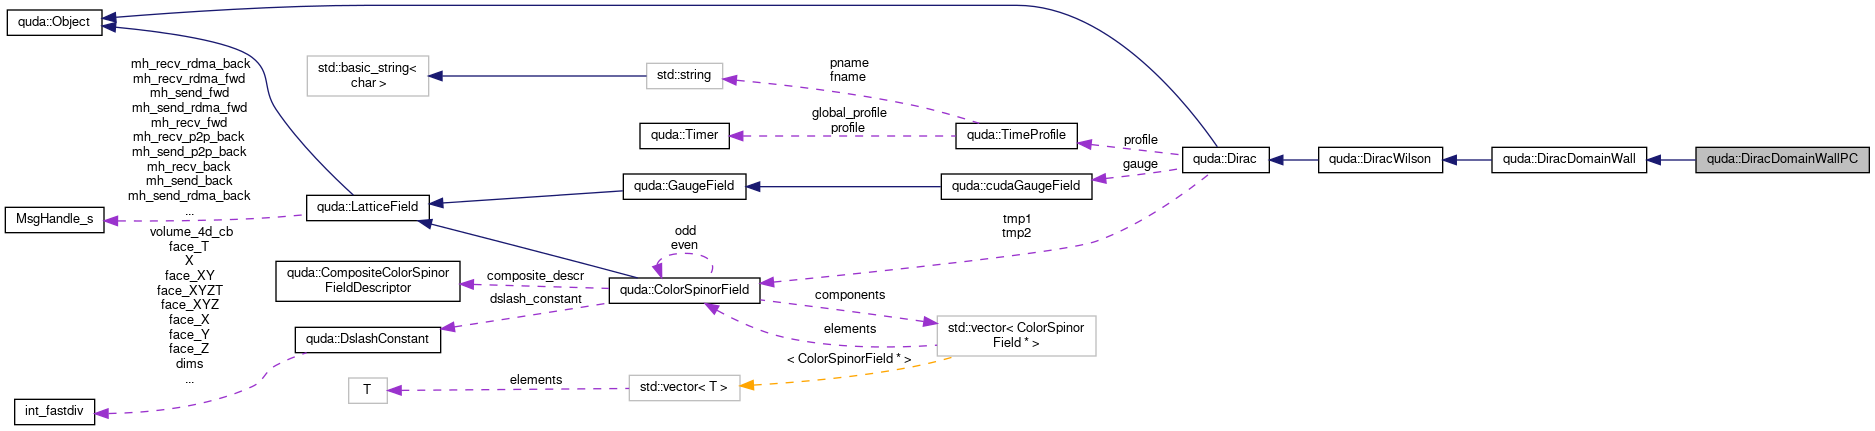 quda::Object
mh_recv_rdma_back
mh_recv_rdma_fwd
mh_send_fwd
mh_send_rdma_fwd
mh_recv_fwd
mh_recv_p2p_back
mh_send_p2p_back
mh_recv_back
mh_send_back
mh_send_rdma_back
...
MsgHandle_s
volume_4d_cb
face_T
X
face_XY
face_XYZT
face_XYZ
face_X
face_Y
face_Z
dims
...
int_fastdiv
std::basic_string<
char >
quda::LatticeField
quda::CompositeColorSpinor
FieldDescriptor
quda::DslashConstant
T
composite_descr
dslash_constant
elements
std::string
quda::Timer
quda::GaugeField
odd
even
quda::ColorSpinorField
std::vector< T >
pname
fname
global_profile
profile
components
elements
< ColorSpinorField * >
quda::TimeProfile
quda::cudaGaugeField
tmp1
tmp2
std::vector< ColorSpinor
Field * >
profile
gauge
quda::Dirac
quda::DiracWilson
quda::DiracDomainWall
quda::DiracDomainWallPC